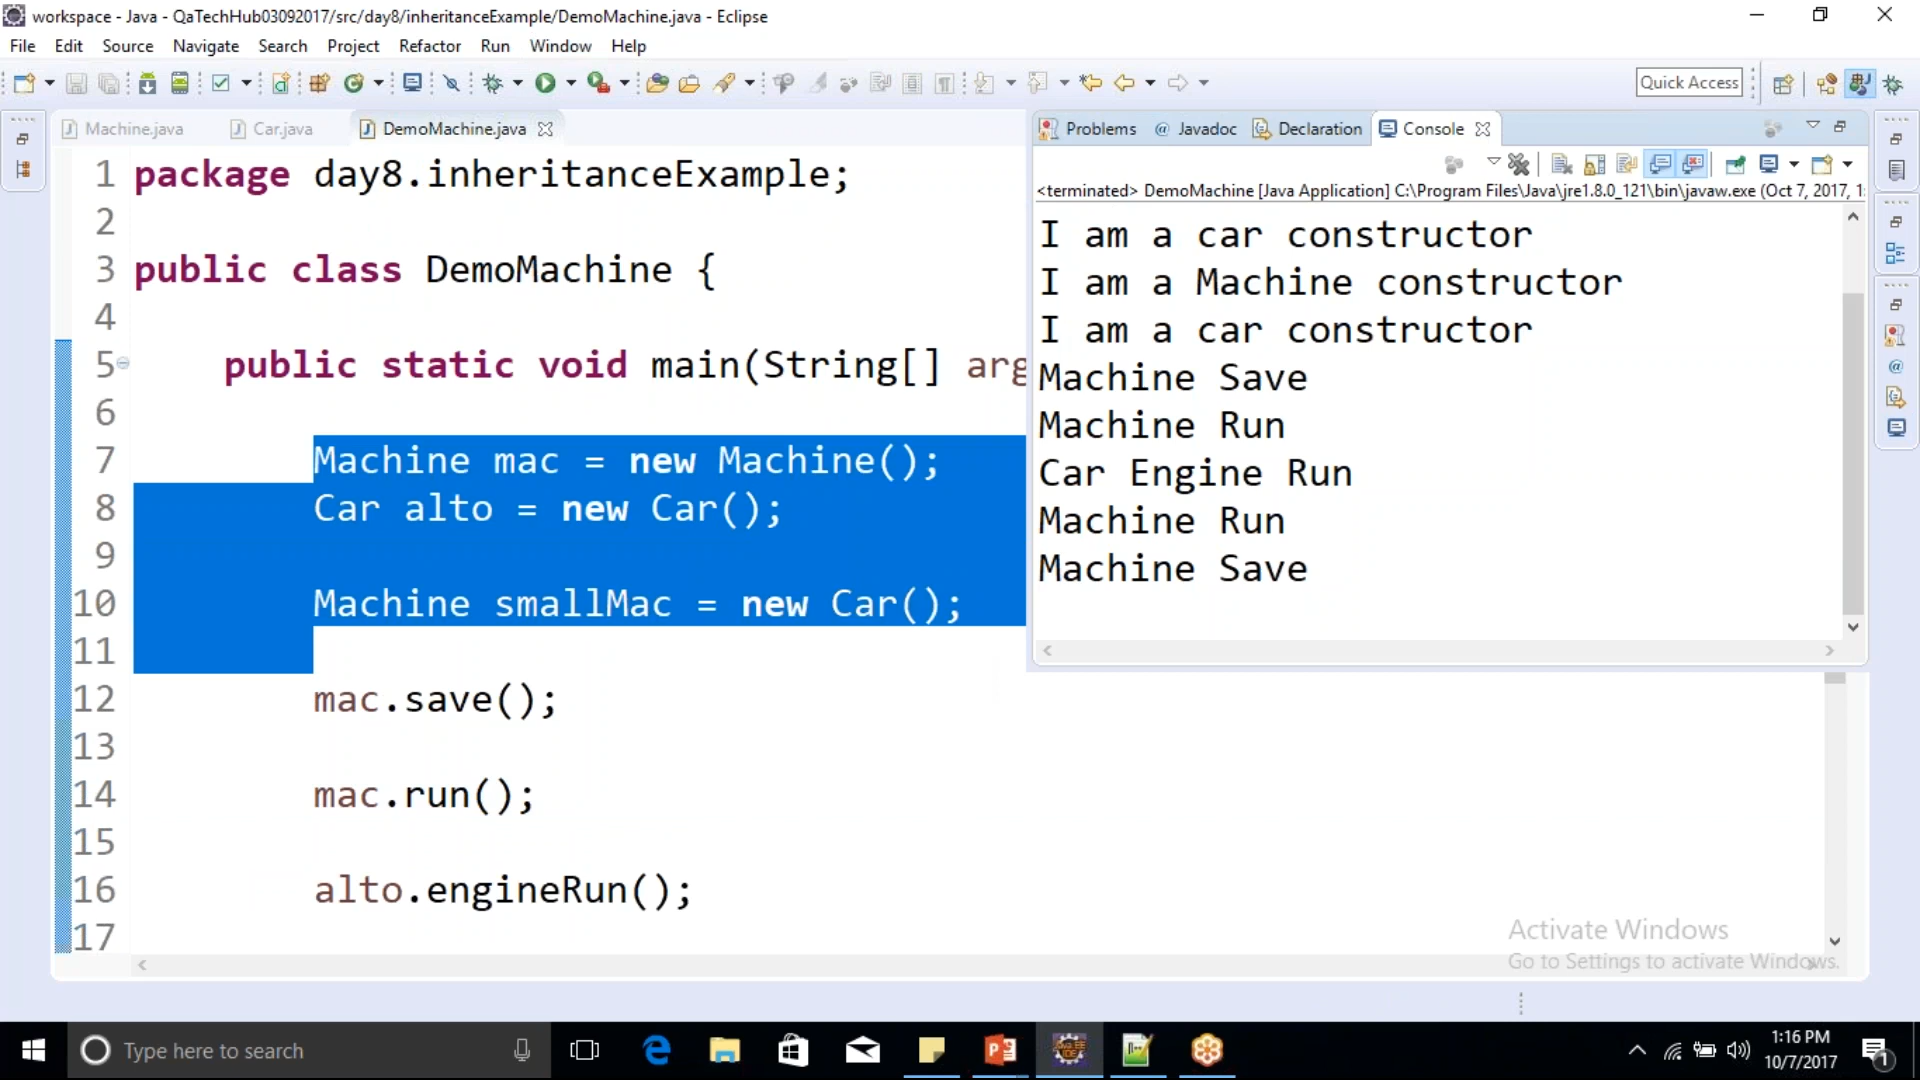 workspace - Java - QaTechHub03092017/src/day8/inheritanceExample/DemoMachine.java - Eclipse
File Edit Source Navigate Search Project Refactor Run Window Help
Quick Access
Machine.java Car.java DemoMachine.java
1 package day8.inheritanceExample;
2
3 public class DemoMachine {
4
5 public static void main(String[] arg
6
7 Machine mac = new Machine();
8 Car alto = new Car();
9
10 Machine smallMac = new Car();
11
12 mac.save();
13
14 mac.run();
15
16 alto.engineRun();
17
Problems Javadoc Declaration Console
<terminated> DemoMachine [Java Application] C:\Program Files\Java\jre1.8.0_121\bin\javaw.exe (Oct 7, 2017, 1:
I am a car constructor
I am a Machine constructor
I am a car constructor
Machine Save
Machine Run
Car Engine Run
Machine Run
Machine Save
Activate Windows
Go to Settings to activate Windows.
Type here to search
1:16 PM
10/7/2017
1